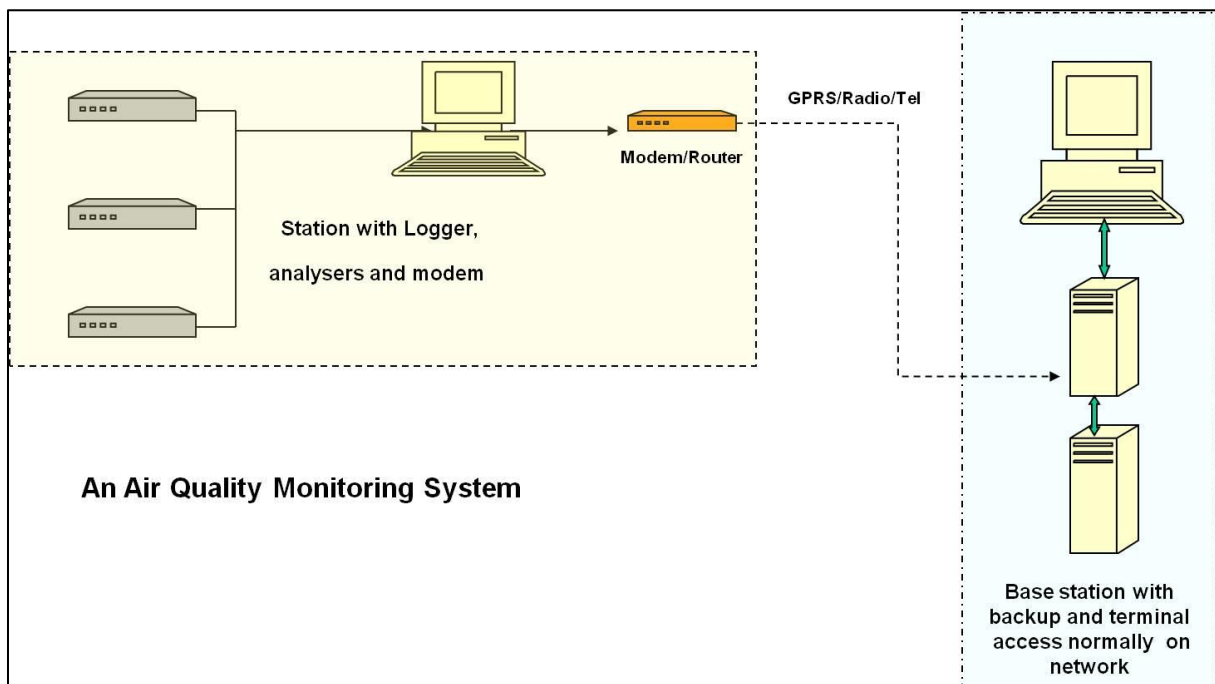 GPRS/Radio/Tel
Modem/Router
Station with Logger,
analysers and modem
An Air Quality Monitoring System
Base station with
backup and terminal
access normally on
network